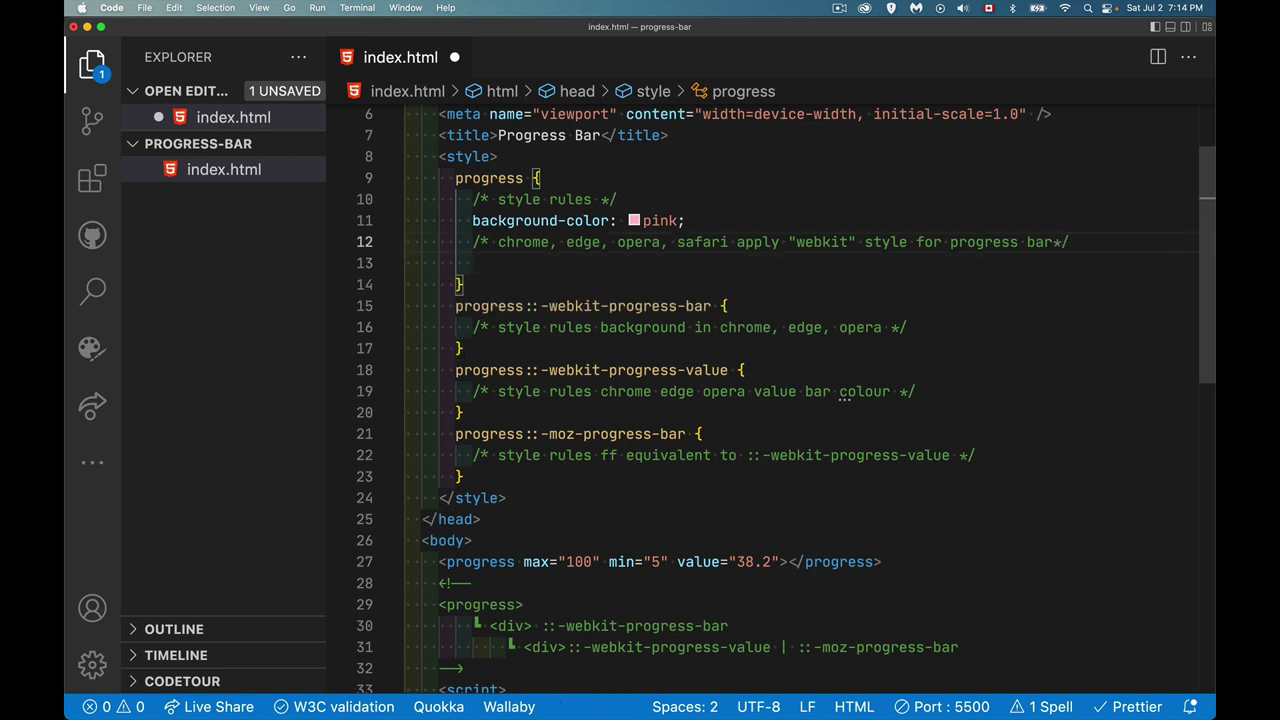 Code File Edit Selection View Go Run Terminal Window Help Sat Jul 2 7:14 PM
index.html — progress-bar
EXPLORER
index.html
OPEN EDIT... 1 UNSAVED
index.html > html > head > style > progress
index.html
PROGRESS-BAR
index.html
1
6 <meta name="viewport" content="width=device-width, initial-scale=1.0" />
7 <title>Progress Bar</title>
8 <style>
9 progress {
10 /* style rules */
11 background-color: pink;
12 /* chrome, edge, opera, safari apply "webkit" style for progress bar*/
13
14 }
15 progress::-webkit-progress-bar {
16 /* style rules background in chrome, edge, opera */
17 }
18 progress::-webkit-progress-value {
19 /* style rules chrome edge opera value bar colour */
20 }
21 progress::-moz-progress-bar {
22 /* style rules ff equivalent to ::-webkit-progress-value */
23 }
24 </style>
25 </head>
26 <body>
27 <progress max="100" min="5" value="38.2"></progress>
28 <!--
29 <progress>
30 ┗ <div> ::-webkit-progress-bar
31 ┗ <div>::-webkit-progress-value | ::-moz-progress-bar
32 -->
33 <script>
OUTLINE
TIMELINE
CODETOUR
0 0 Live Share W3C validation Quokka Wallaby Spaces: 2 UTF-8 LF HTML Port : 5500 1 Spell Prettier